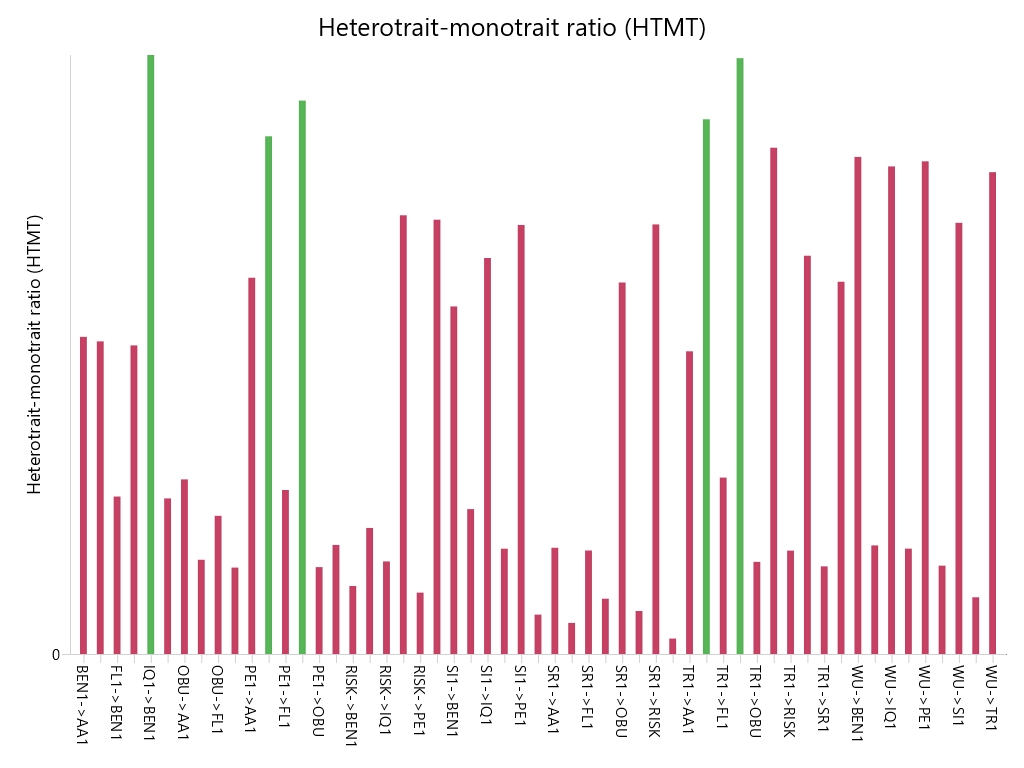 Heterotrait-monotrait ratio (HTMT)
Heterotrait-monotrait ratio (HTMT)
0
BEN1->AA1
FL1->BEN1
IQ1->BEN1
OBU->AA1
OBU->FL1
PE1->AA1
PE1->FL1
PE1->OBU
RISK->BEN1
RISK->IQ1
RISK->PE1
SI1->BEN1
SI1->IQ1
SI1->PE1
SR1->AA1
SR1->FL1
SR1->OBU
SR1->RISK
TR1->AA1
TR1->FL1
TR1->OBU
TR1->RISK
TR1->SR1
WU->BEN1
WU->IQ1
WU->PE1
WU->SI1
WU->TR1